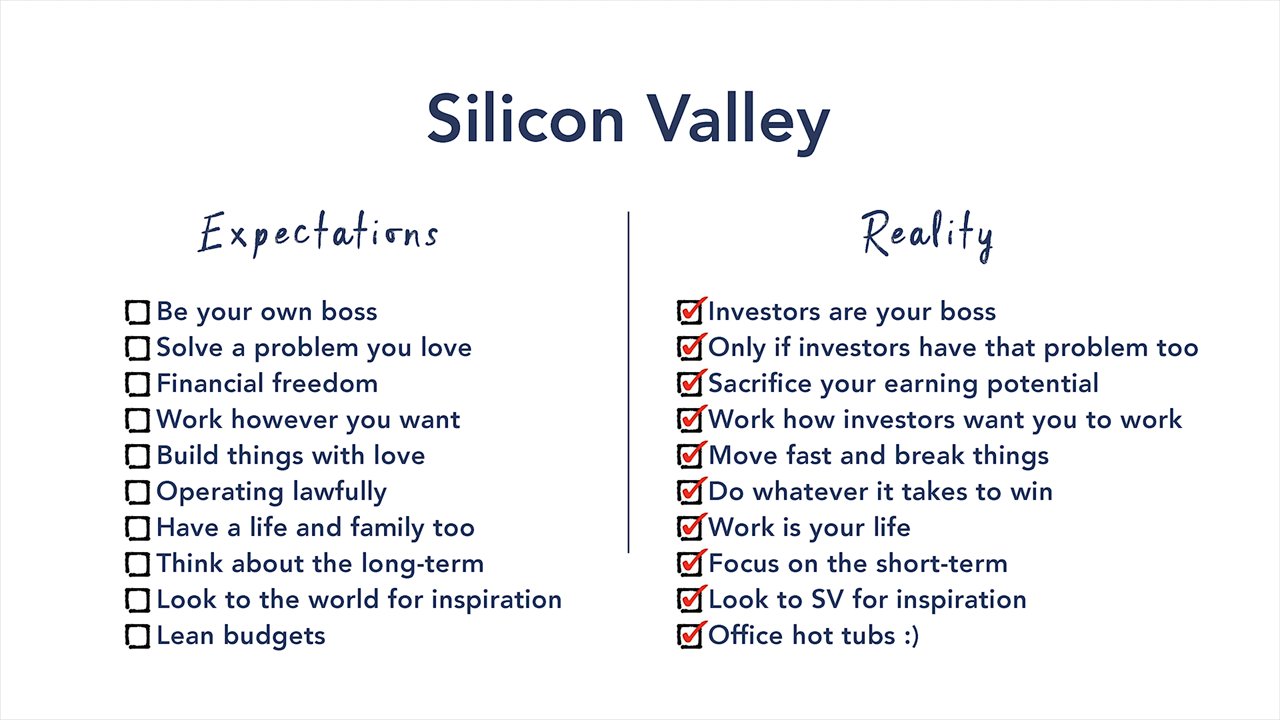 Silicon Valley
Expectations
Be your own boss
Solve a problem you love
Financial freedom
Work however you want
Build things with love
Operating lawfully
Have a life and family too
Think about the long-term
Look to the world for inspiration
Lean budgets
Reality
Investors are your boss
Only if investors have that problem too
Sacrifice your earning potential
Work how investors want you to work
Move fast and break things
Do whatever it takes to win
Work is your life
Focus on the short-term
Look to SV for inspiration
Office hot tubs :)